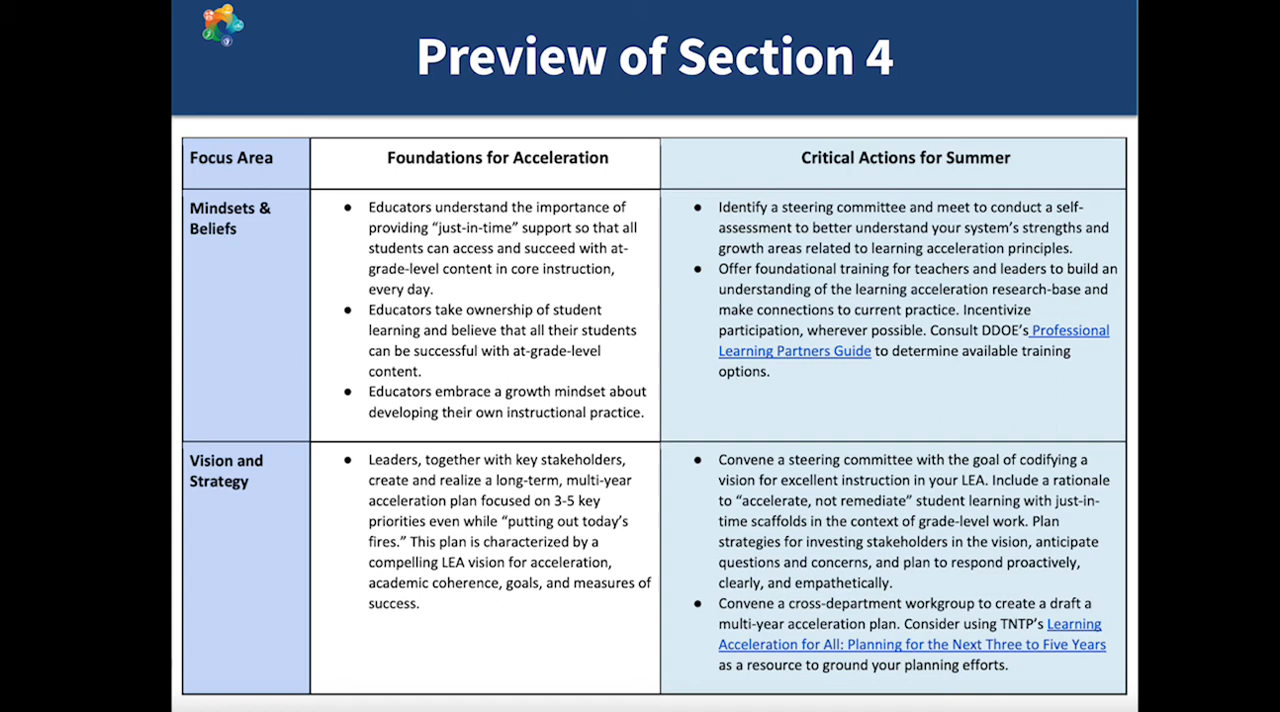 Preview of Section 4
Focus Area
Foundations for Acceleration
Critical Actions for Summer
Mindsets &
Beliefs
● Educators understand the importance of
providing “just-in-time” support so that all
students can access and succeed with at-
grade-level content in core instruction,
every day.
● Educators take ownership of student
learning and believe that all their students
can be successful with at-grade-level
content.
● Educators embrace a growth mindset about
developing their own instructional practice.
● Identify a steering committee and meet to conduct a self-
assessment to better understand your system’s strengths and
growth areas related to learning acceleration principles.
● Offer foundational training for teachers and leaders to build an
understanding of the learning acceleration research-base and
make connections to current practice. Incentivize
participation, wherever possible. Consult DDOE’s Professional
Learning Partners Guide to determine available training
options.
Vision and
Strategy
● Leaders, together with key stakeholders,
create and realize a long-term, multi-year
acceleration plan focused on 3-5 key
priorities even while “putting out today’s
fires.” This plan is characterized by a
compelling LEA vision for acceleration,
academic coherence, goals, and measures of
success.
● Convene a steering committee with the goal of codifying a
vision for excellent instruction in your LEA. Include a rationale
to “accelerate, not remediate” student learning with just-in-
time scaffolds in the context of grade-level work. Plan
strategies for investing stakeholders in the vision, anticipate
questions and concerns, and plan to respond proactively,
clearly, and empathetically.
● Convene a cross-department workgroup to create a draft a
multi-year acceleration plan. Consider using TNTP’s Learning
Acceleration for All: Planning for the Next Three to Five Years
as a resource to ground your planning efforts.